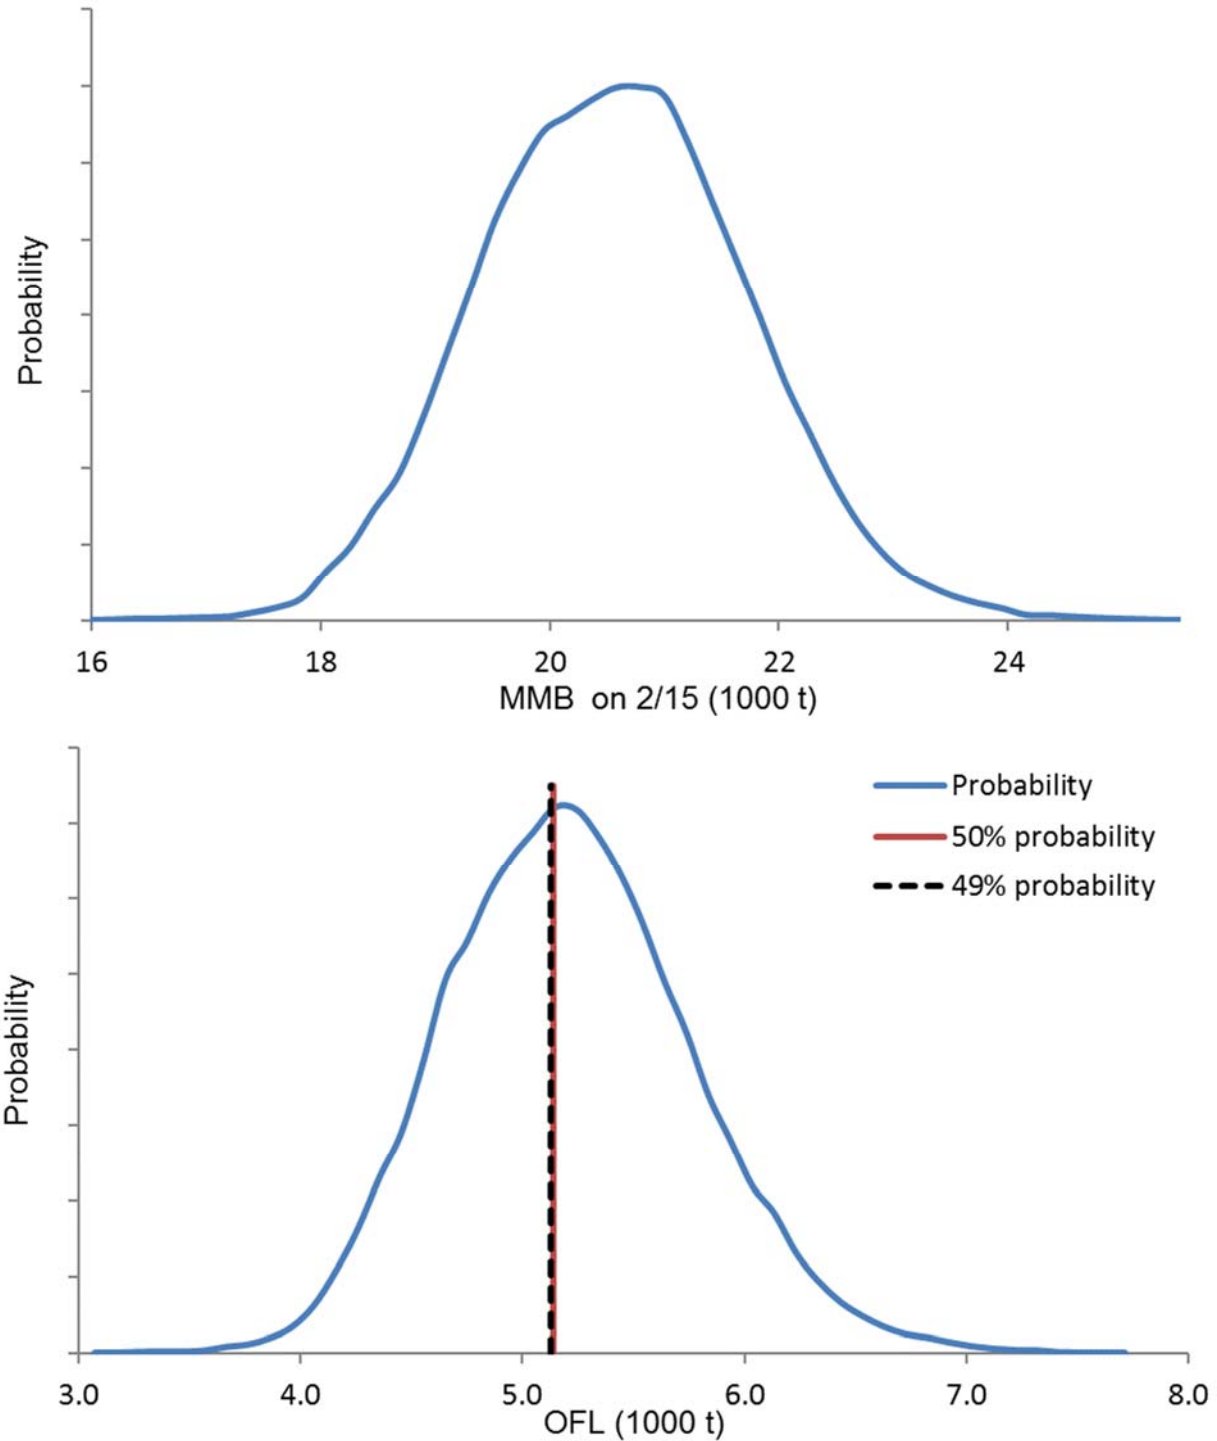 Probability
16 18 20 22 24
MMB on 2/15 (1000 t)
Probability
Probability
50% probability
49% probability
3.0 4.0 5.0 6.0 7.0 8.0
OFL (1000 t)